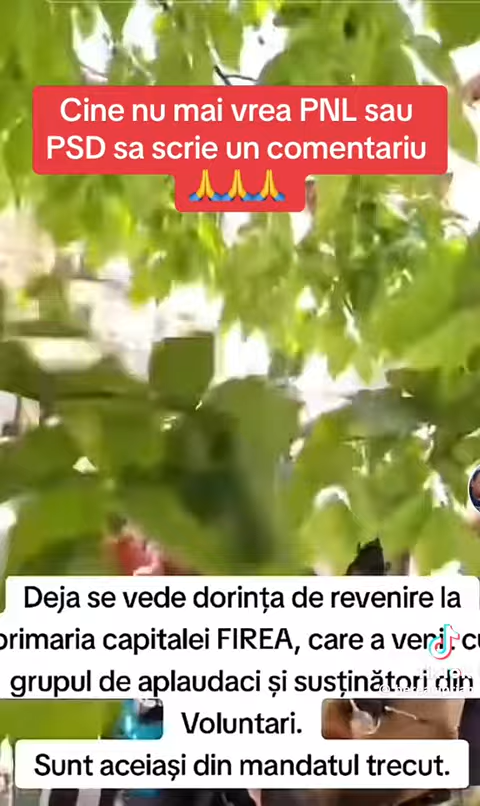 Cine nu mai vrea PNL sau
PSD sa scrie un comentariu
🙏🙏🙏
Deja se vede dorința de revenire la
primaria capitalei FIREA, care a venit cu
grupul de aplaudaci și susținători din
Voluntari.
Sunt aceiași din mandatul trecut.